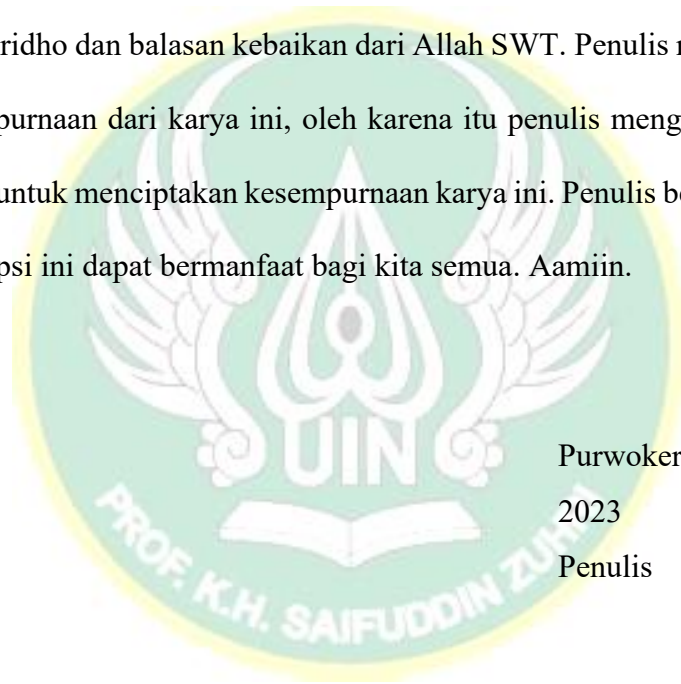 ridho dan balasan kebaikan dari Allah SWT. Penulis
purnaan dari karya ini, oleh karena itu penulis meng
untuk menciptakan kesempurnaan karya ini. Penulis be
psi ini dapat bermanfaat bagi kita semua. Aamiin.
UIN
Purwoker
2023
Penulis
PROF. K.H. SAIFUDDIN ZUHRI